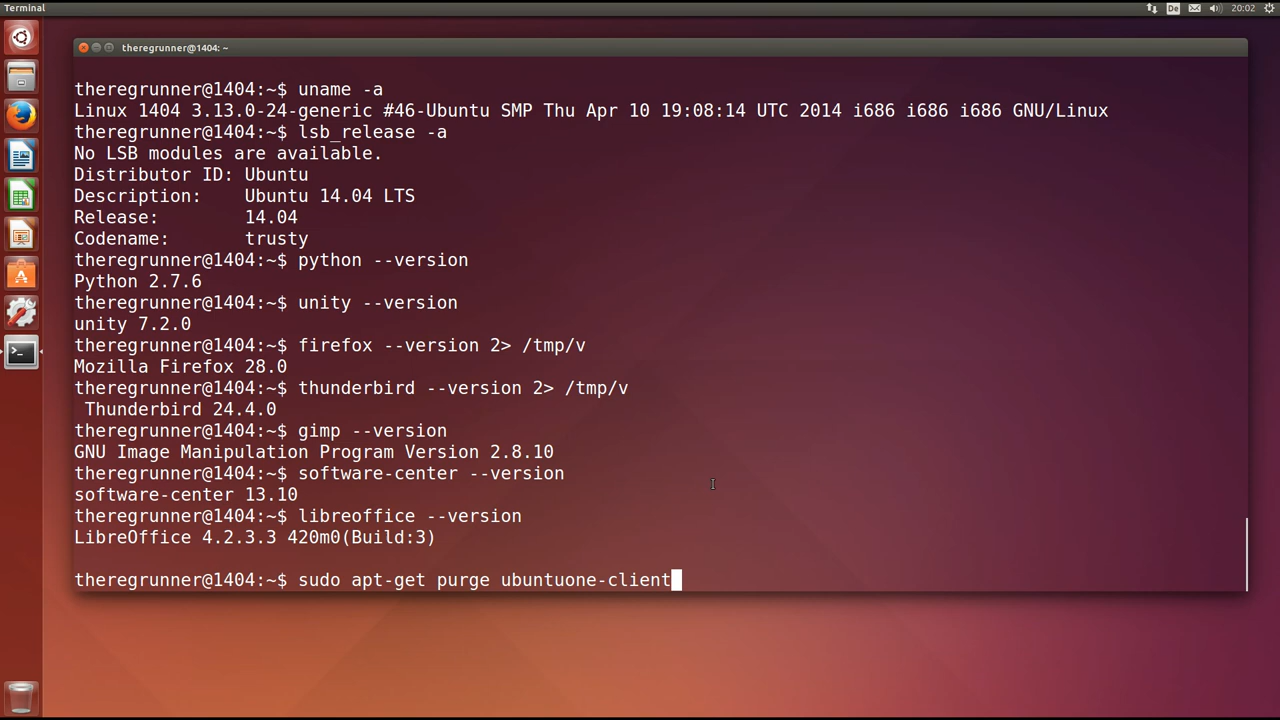 Terminal
De
20:02
theregrunner@1404: ~
theregrunner@1404:~$ uname -a
Linux 1404 3.13.0-24-generic #46-Ubuntu SMP Thu Apr 10 19:08:14 UTC 2014 i686 i686 i686 GNU/Linux
theregrunner@1404:~$ lsb_release -a
No LSB modules are available.
Distributor ID: Ubuntu
Description:    Ubuntu 14.04 LTS
Release:        14.04
Codename:       trusty
theregrunner@1404:~$ python --version
Python 2.7.6
theregrunner@1404:~$ unity --version
unity 7.2.0
theregrunner@1404:~$ firefox --version 2> /tmp/v
Mozilla Firefox 28.0
theregrunner@1404:~$ thunderbird --version 2> /tmp/v
 Thunderbird 24.4.0
theregrunner@1404:~$ gimp --version
GNU Image Manipulation Program Version 2.8.10
theregrunner@1404:~$ software-center --version
software-center 13.10
theregrunner@1404:~$ libreoffice --version
LibreOffice 4.2.3.3 420m0(Build:3)
theregrunner@1404:~$ sudo apt-get purge ubuntuone-client